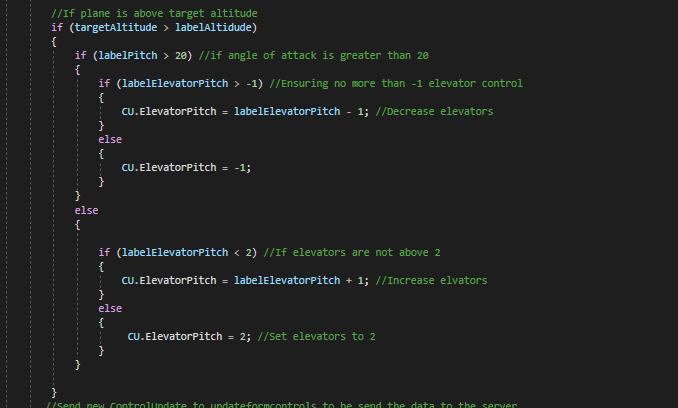 //If plane is above target altitude
if (targetAltitude > labelAltidude)
{
if (labelPitch > 20) //if angle of attack is greater than 20
{
if (labelElevatorPitch > -1) //Ensuring no more than -1 elevator control
{
CU.ElevatorPitch = labelElevatorPitch - 1; //Decrease elevators
}
else
{
CU.ElevatorPitch = -1;
}
}
else
{
if (labelElevatorPitch < 2) //If elevators are not above 2
{
CU.ElevatorPitch = labelElevatorPitch + 1; //Increase elvators
}
else
{
CU.ElevatorPitch = 2; //Set elevators to 2
}
}
}
//Send new ControlUpdate to updateformcontrols to be send the data to the server